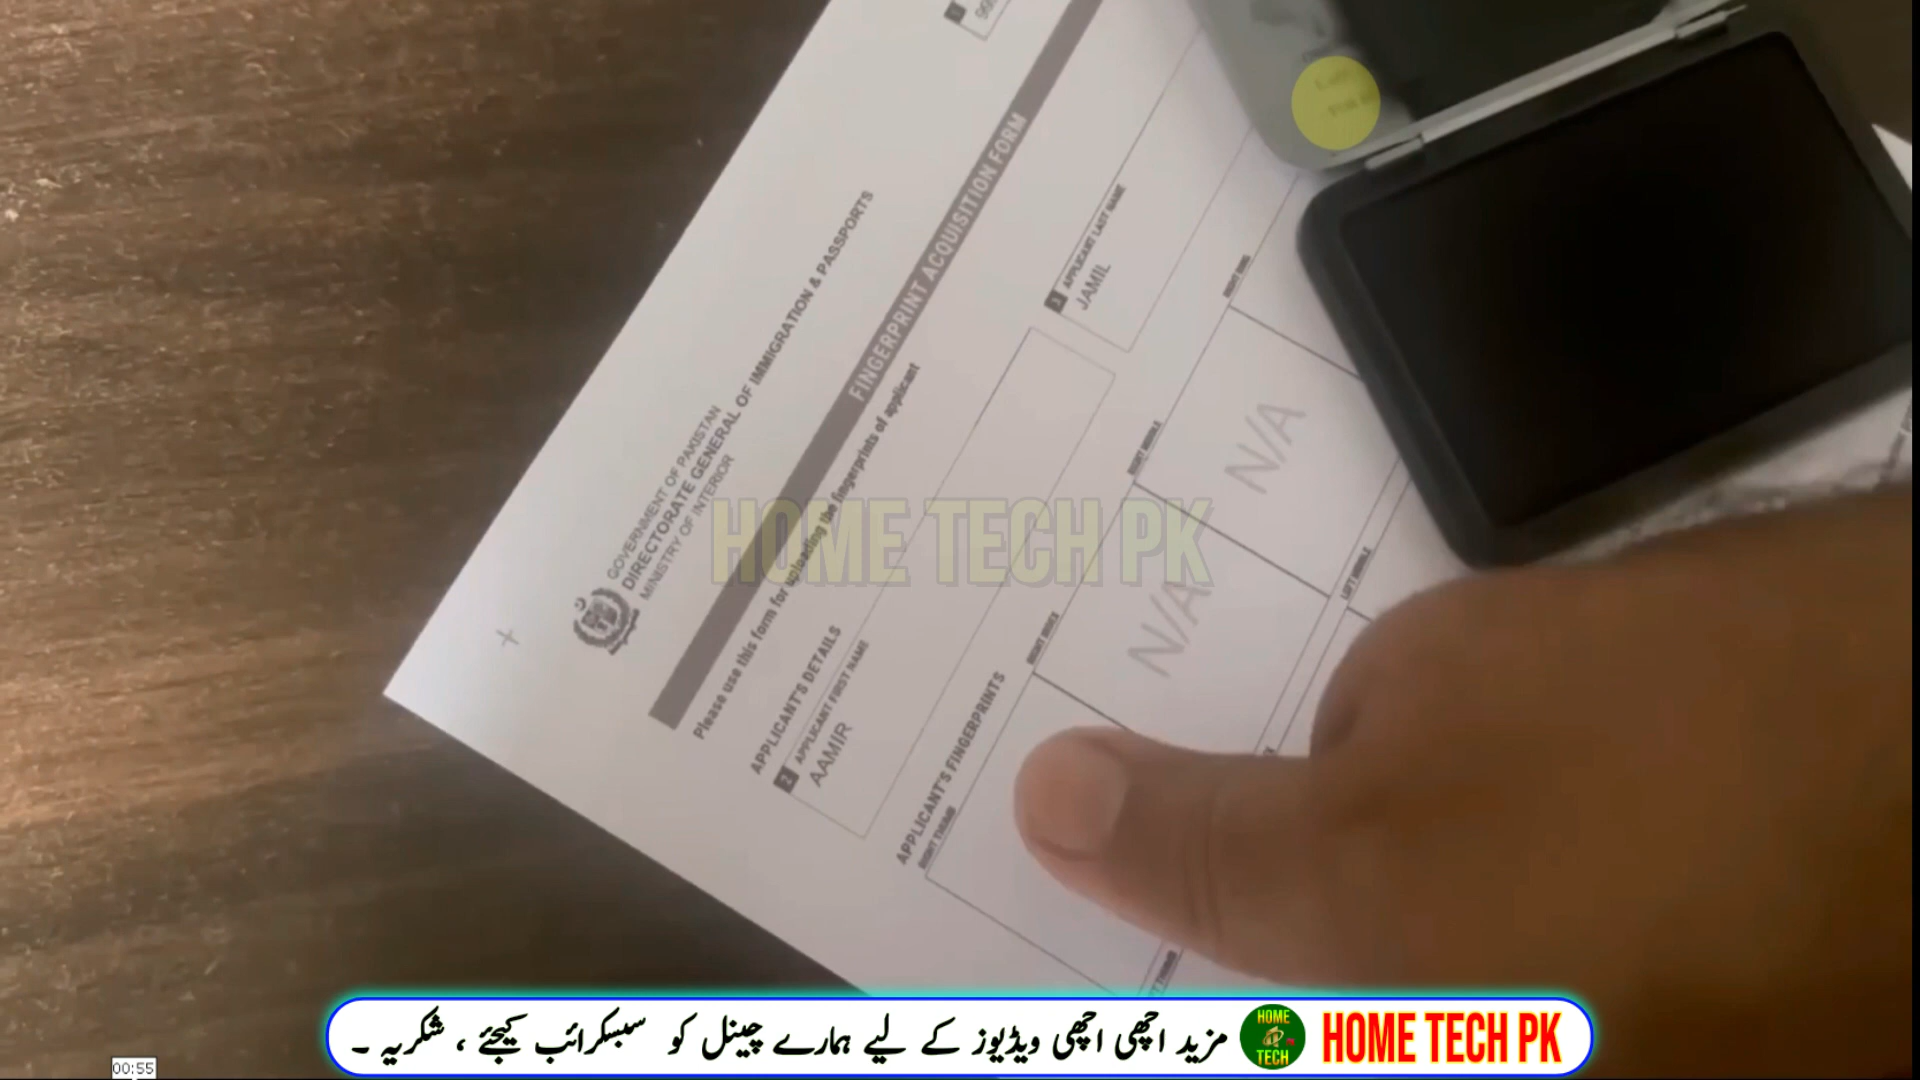 GOVERNMENT OF PAKISTAN
DIRECTORATE GENERAL OF IMMIGRATION & PASSPORTS
MINISTRY OF INTERIOR
FINGERPRINT ACQUISITION FORM
Please use this form for uploading the fingerprints of applicant
APPLICANT'S DETAILS
2 APPLICANT FIRST NAME
AAMIR
3 APPLICANT LAST NAME
JAMIL
APPLICANT'S FINGERPRINTS
RIGHT THUMB
RIGHT INDEX
N/A
RIGHT MIDDLE
N/A
RIGHT RING
LEFT MIDDLE
HOME TECH PK
مزید اچھی اچھی ویڈیوز کے لیے ہمارے چینل کو سبسکرائب کیجئے ، شکریہ ۔
HOME
TECH
HOME TECH PK
00:55